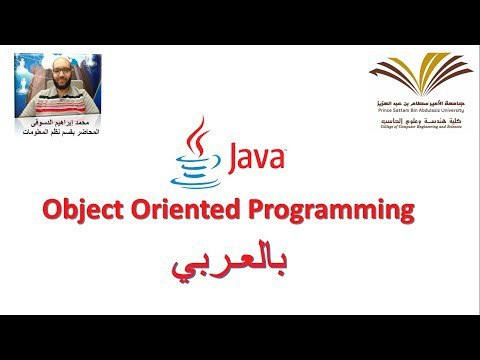 محمد إبراهيم الدسوقي
المحاضر بقسم نظم المعلومات
جامعة الأمير سطام بن عبد العزيز
Prince Sattam Bin Abdulaziz University
كلية هندسة وعلوم الحاسب
College of Computer Engineering and Sciences
Java
Object Oriented Programming
بالعربي